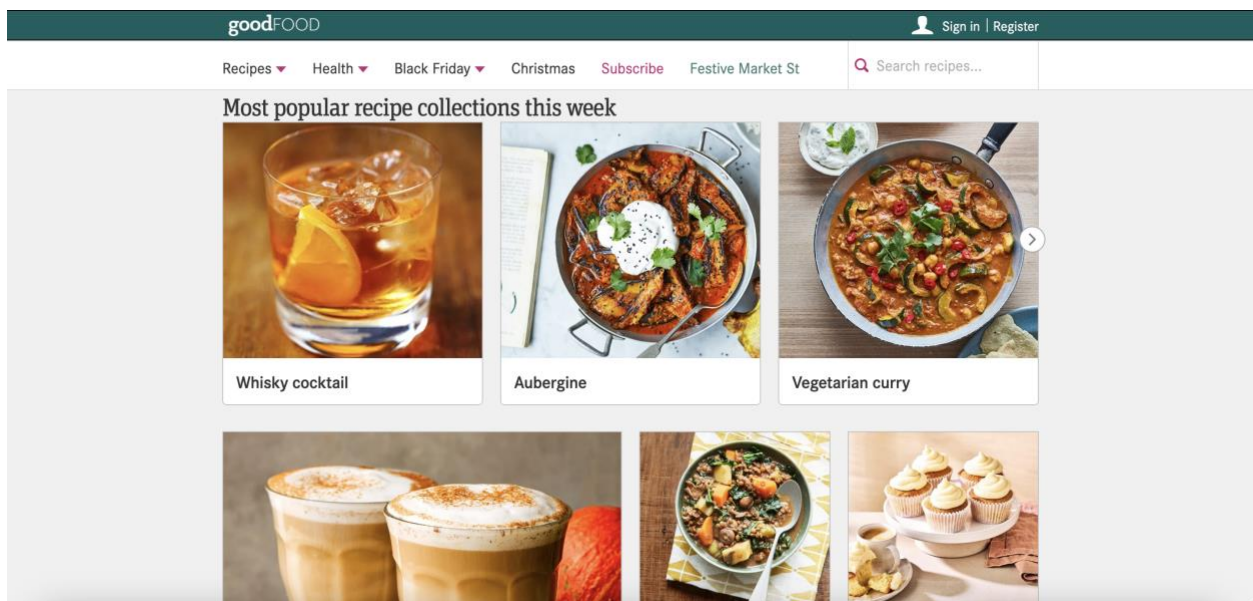 goodFOOD
Sign in | Register
Recipes Health Black Friday Christmas Subscribe Festive Market St Search recipes...
Most popular recipe collections this week
Whisky cocktail
Aubergine
Vegetarian curry